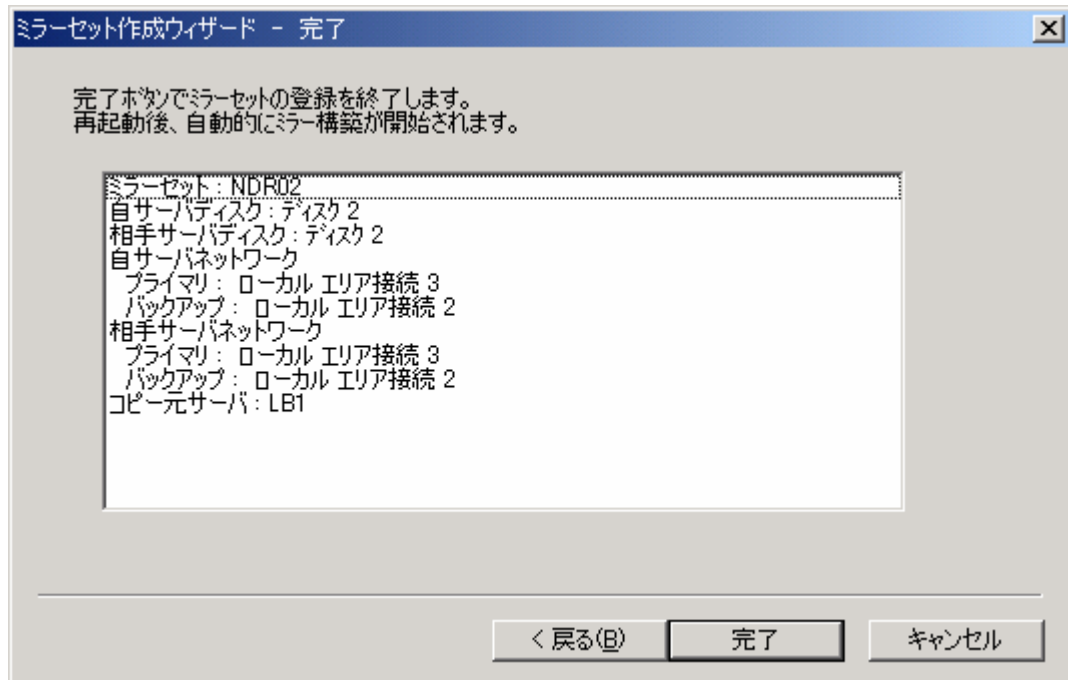 ミラーセット作成ウィザード - 完了
完了ボタンでミラーセットの登録を終了します。
再起動後、自動的にミラー構築が開始されます。
ミラーセット : NDR02
自サーバディスク : ディスク 2
相手サーバディスク : ディスク 2
自サーバネットワーク
プライマリ : ローカル エリア接続 3
バックアップ : ローカル エリア接続 2
相手サーバネットワーク
プライマリ : ローカル エリア接続 3
バックアップ : ローカル エリア接続 2
コピー元サーバ : LB1
< 戻る(B) 完了 キャンセル